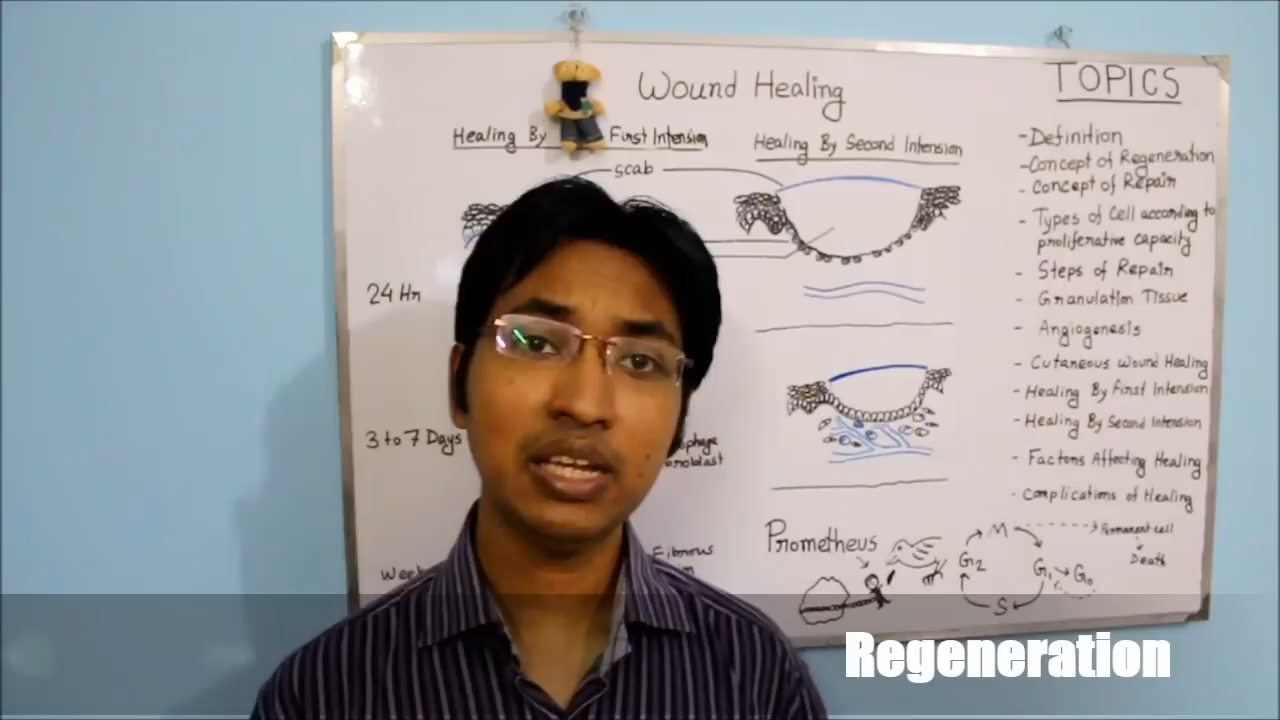 Wound Healing
Healing By First Intension
Healing By Second Intension
scab
24 Hr
3 to 7 Days
Fibrous
Prometheus
M
Permanent cell
Death
G2
G1
G0
S
TOPICS
- Definition
- Concept of Regeneration
- Concept of Repair
- Types of Cell according to
proliferative capacity
- Steps of Repair
- Granulation Tissue
- Angiogenesis
- Cutaneous Wound Healing
- Healing By First Intension
- Healing By Second Intension
- Factors Affecting Healing
- Complications of Healing
Regeneration